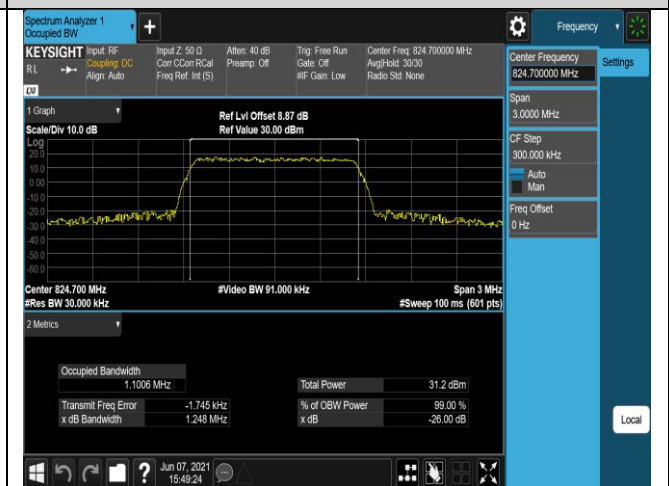 Spectrum Analyzer 1
Occupied BW
+
Frequency
KEYSIGHT
RL
LXI
Input: RF
Coupling: DC
Align: Auto
Input Z: 50 Ω
Corr CCorr RCal
Freq Ref: Int (S)
Atten: 40 dB
Preamp: Off
Trig: Free Run
Gate: Off
#IF Gain: Low
Center Freq: 824.700000 MHz
Avg|Hold: 30/30
Radio Std: None
Center Frequency
824.700000 MHz
Settings
Span
3.0000 MHz
CF Step
300.000 kHz
Auto
Man
Freq Offset
0 Hz
Local
1 Graph
Scale/Div 10.0 dB
Ref Lvl Offset 8.87 dB
Ref Value 30.00 dBm
Log
20.0
10.0
0.00
-10.0
-20.0
-30.0
-40.0
-50.0
-60.0
Center 824.700 MHz
#Video BW 91.000 kHz
Span 3 MHz
#Res BW 30.000 kHz
#Sweep 100 ms (601 pts)
2 Metrics
Occupied Bandwidth
1.1006 MHz
Total Power 31.2 dBm
Transmit Freq Error -1.745 kHz
% of OBW Power 99.00 %
x dB Bandwidth 1.248 MHz
x dB -26.00 dB
?
Jun 07, 2021
15:49:24